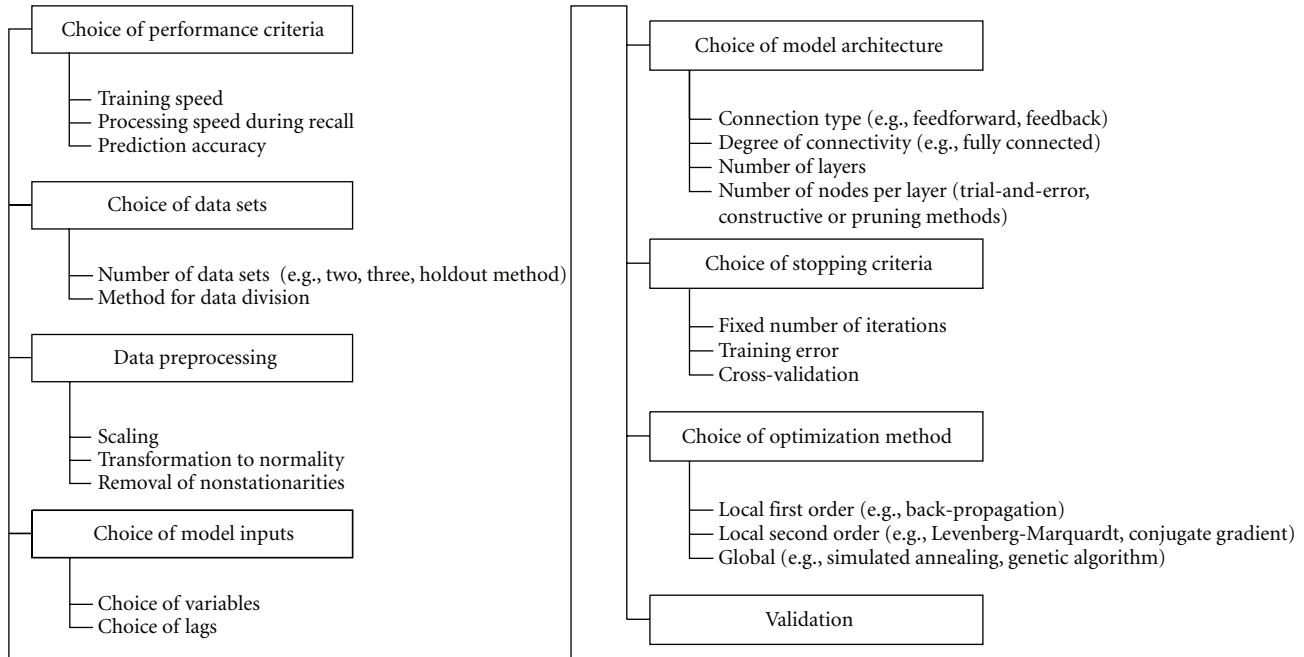 Choice of performance criteria
Training speed
Processing speed during recall
Prediction accuracy
Choice of data sets
Number of data sets (e.g., two, three, holdout method)
Method for data division
Data preprocessing
Scaling
Transformation to normality
Removal of nonstationarities
Choice of model inputs
Choice of variables
Choice of lags
Choice of model architecture
Connection type (e.g., feedforward, feedback)
Degree of connectivity (e.g., fully connected)
Number of layers
Number of nodes per layer (trial-and-error,
constructive or pruning methods)
Choice of stopping criteria
Fixed number of iterations
Training error
Cross-validation
Choice of optimization method
Local first order (e.g., back-propagation)
Local second order (e.g., Levenberg-Marquardt, conjugate gradient)
Global (e.g., simulated annealing, genetic algorithm)
Validation